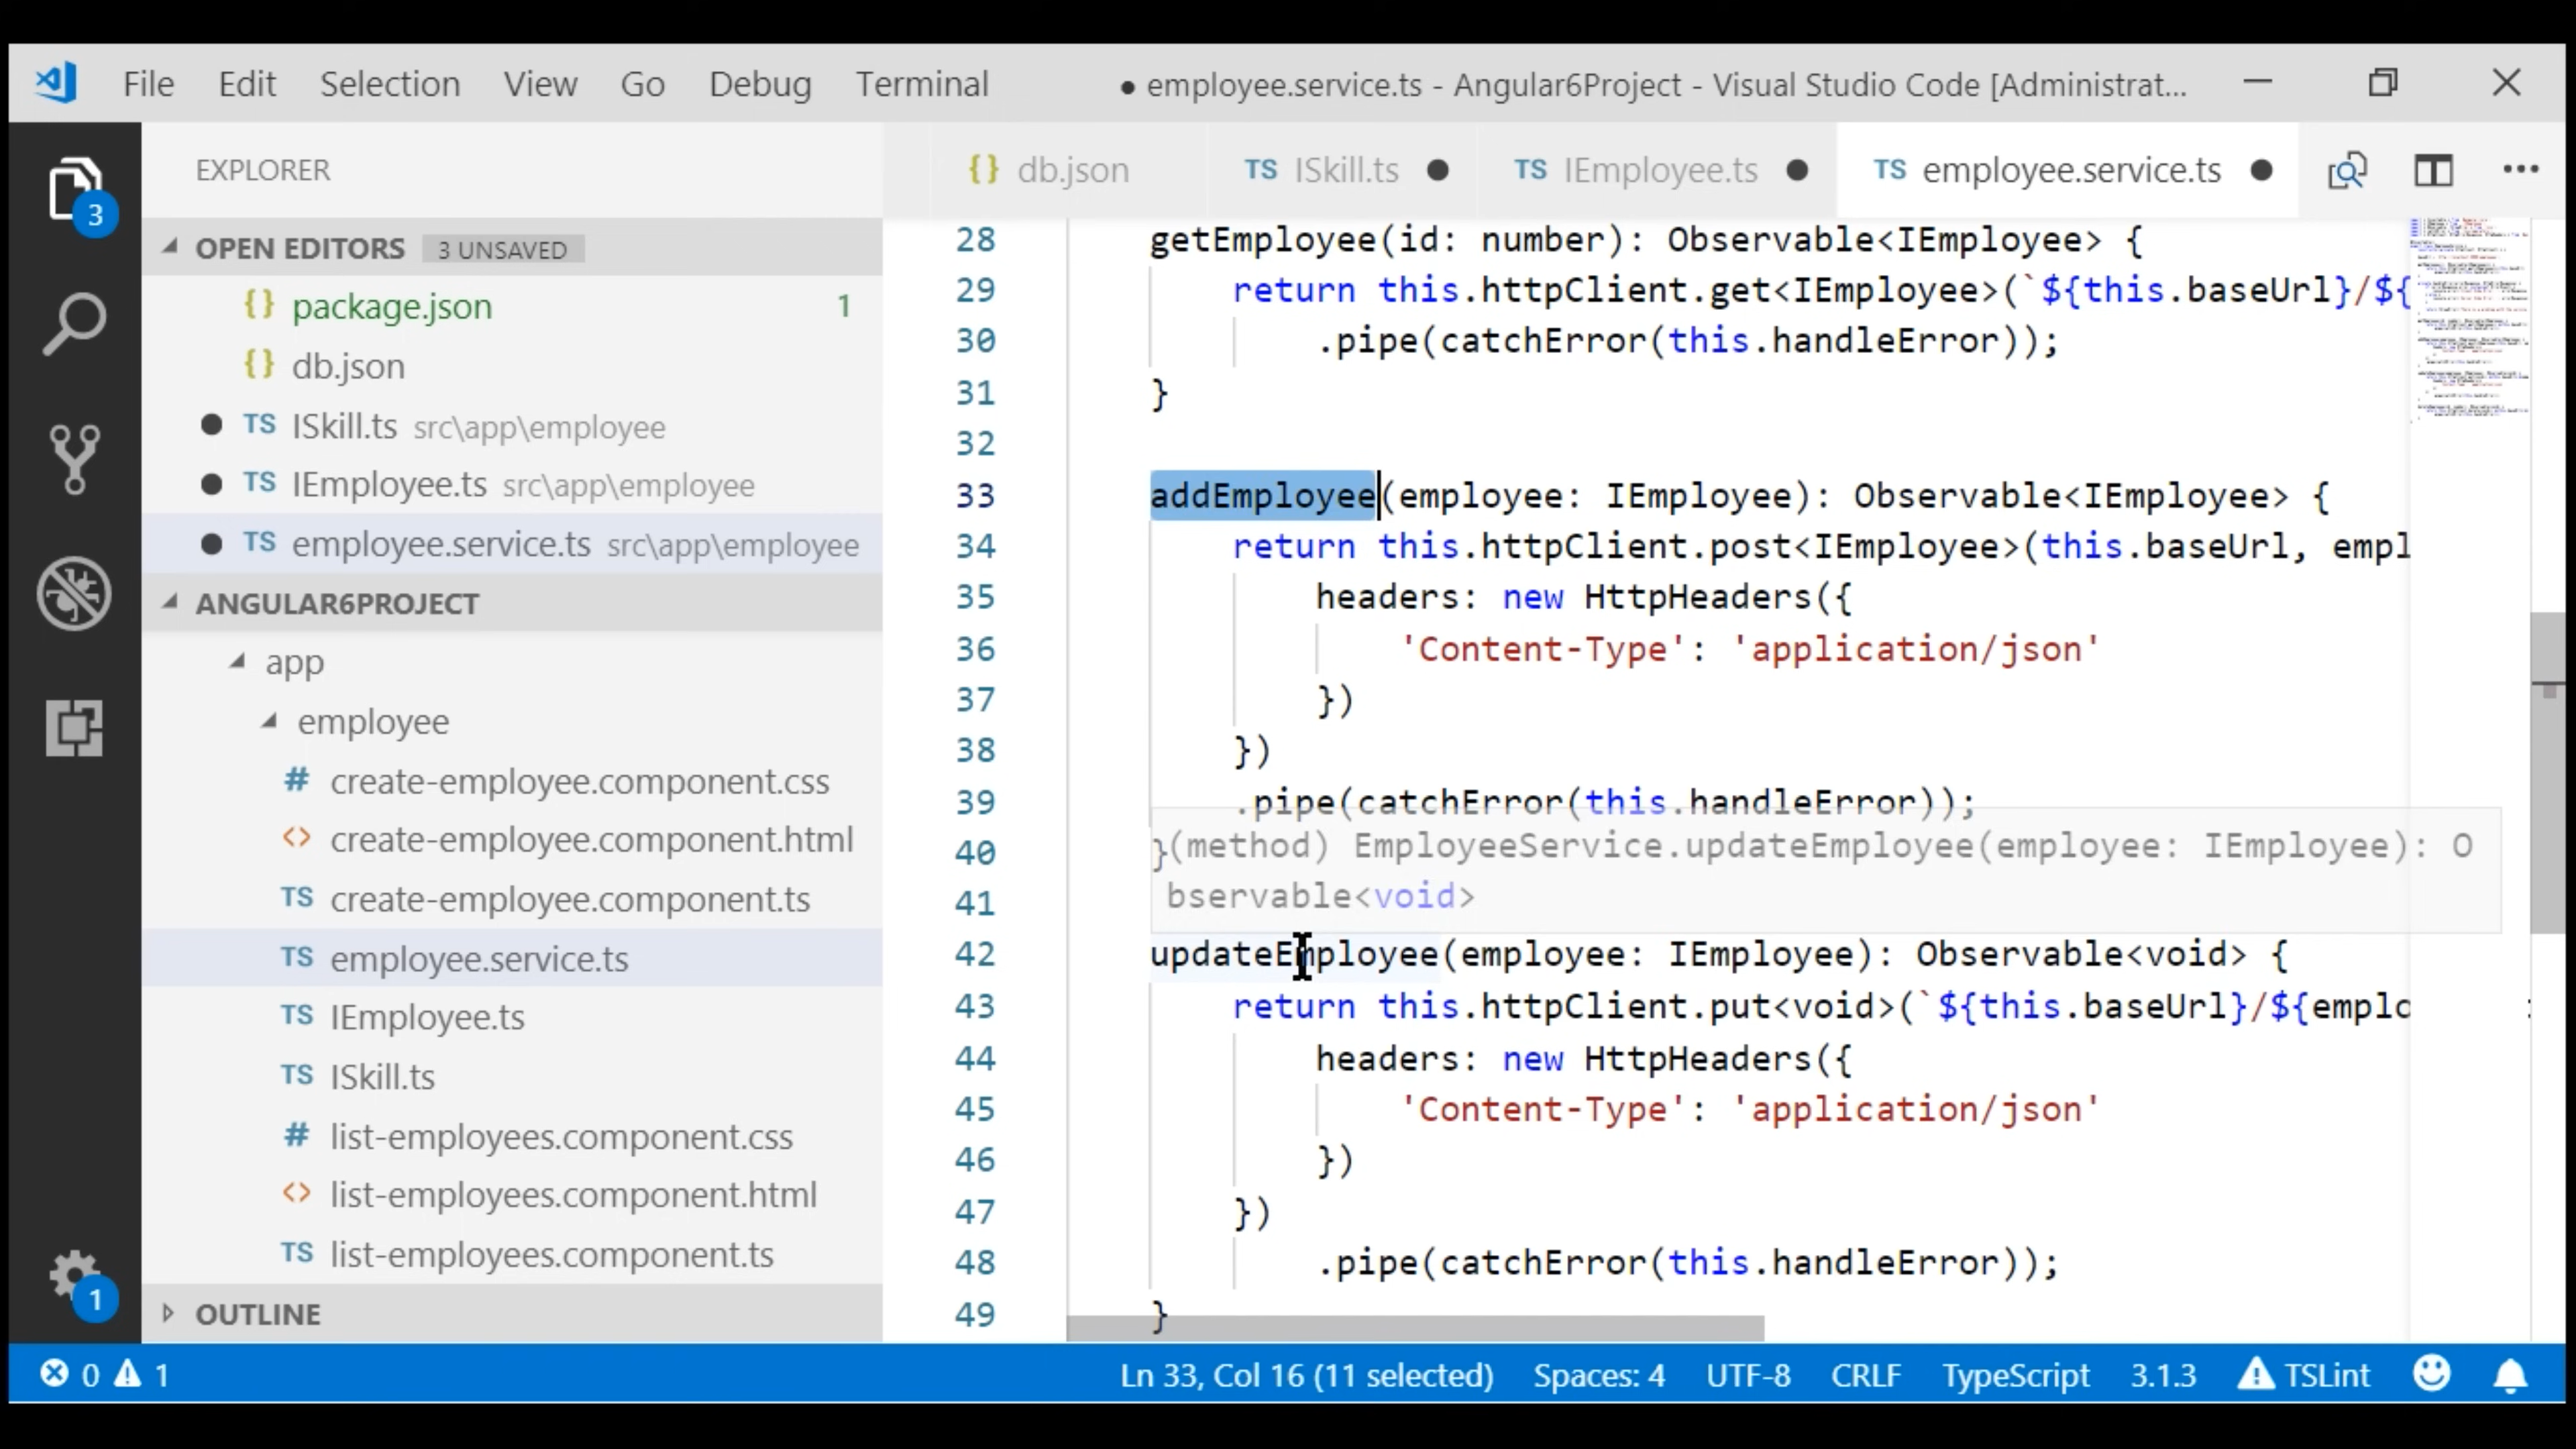 File Edit Selection View Go Debug Terminal ● employee.service.ts - Angular6Project - Visual Studio Code [Administrat...
EXPLORER
3
OPEN EDITORS 3 UNSAVED
{} package.json 1
{} db.json
● TS ISkill.ts src\app\employee
● TS IEmployee.ts src\app\employee
● TS employee.service.ts src\app\employee
ANGULAR6PROJECT
app
employee
# create-employee.component.css
<> create-employee.component.html
TS create-employee.component.ts
TS employee.service.ts
TS IEmployee.ts
TS ISkill.ts
# list-employees.component.css
<> list-employees.component.html
TS list-employees.component.ts
1
OUTLINE
{} db.json TS ISkill.ts ● TS IEmployee.ts ● TS employee.service.ts ● ...
28 getEmployee(id: number): Observable<IEmployee> {
29 return this.httpClient.get<IEmployee>(`${this.baseUrl}/${
30 .pipe(catchError(this.handleError));
31 }
32
33 addEmployee(employee: IEmployee): Observable<IEmployee> {
34 return this.httpClient.post<IEmployee>(this.baseUrl, empl
35 headers: new HttpHeaders({
36 'Content-Type': 'application/json'
37 })
38 })
39 .pipe(catchError(this.handleError));
40 }
(method) EmployeeService.updateEmployee(employee: IEmployee): O
bservable<void>
41
42 updateEmployee(employee: IEmployee): Observable<void> {
43 return this.httpClient.put<void>(`${this.baseUrl}/${emplo
44 headers: new HttpHeaders({
45 'Content-Type': 'application/json'
46 })
47 })
48 .pipe(catchError(this.handleError));
49 }
0 1 Ln 33, Col 16 (11 selected) Spaces: 4 UTF-8 CRLF TypeScript 3.1.3 TSLint